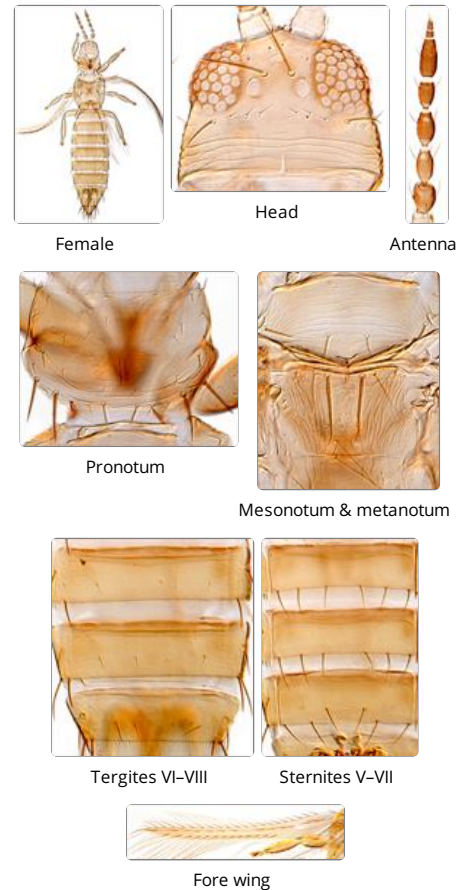 Female
Head
Antenna
Pronotum
Mesonotum & metanotum
Tergites VI–VIII
Sternites V–VII
Fore wing